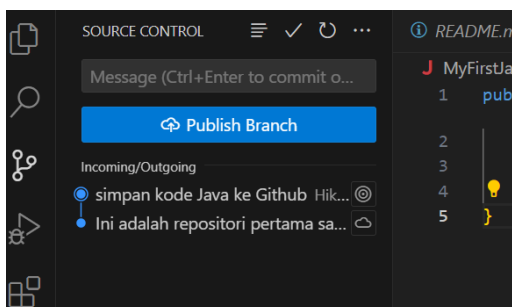 SOURCE CONTROL
README.m
Message (Ctrl+Enter to commit o...
J MyFirstJa
Publish Branch
1 pub
2
Incoming/Outgoing
3
simpan kode Java ke Github Hik...
4
Ini adalah repositori pertama sa...
5 }